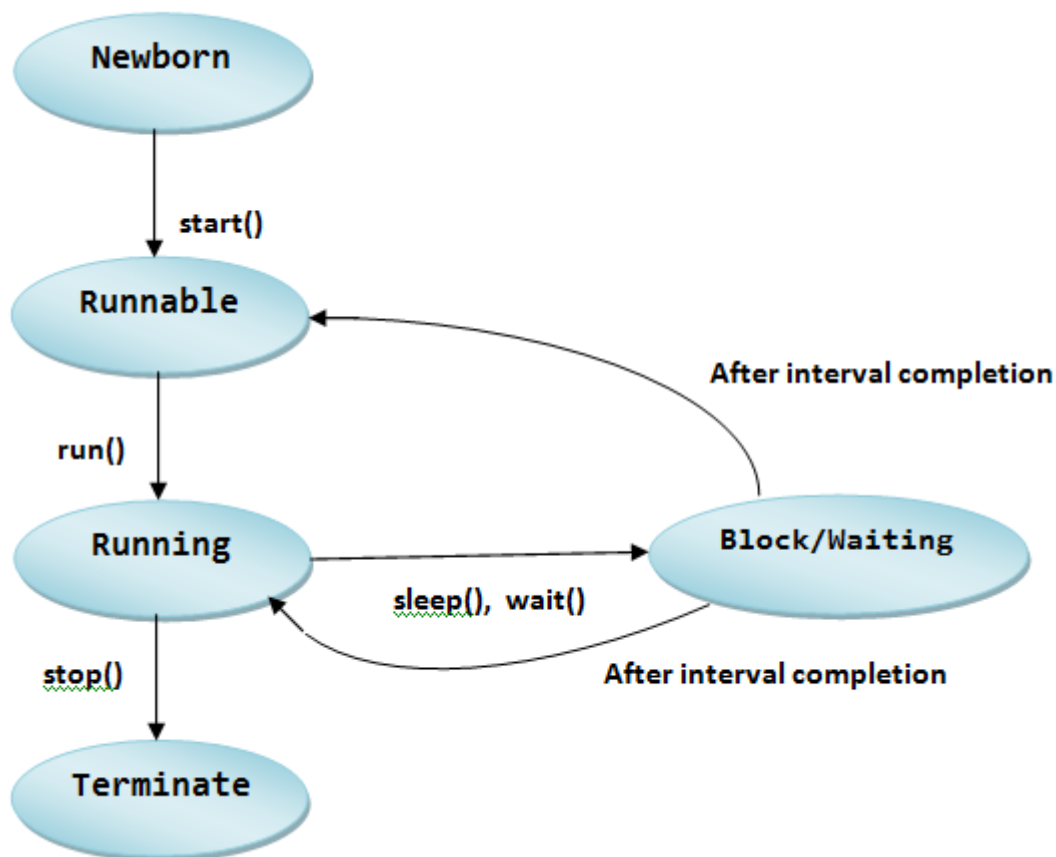 Newborn
start()
Runnable
After interval completion
run()
Running
Block/Waiting
sleep(), wait()
stop()
After interval completion
Terminate